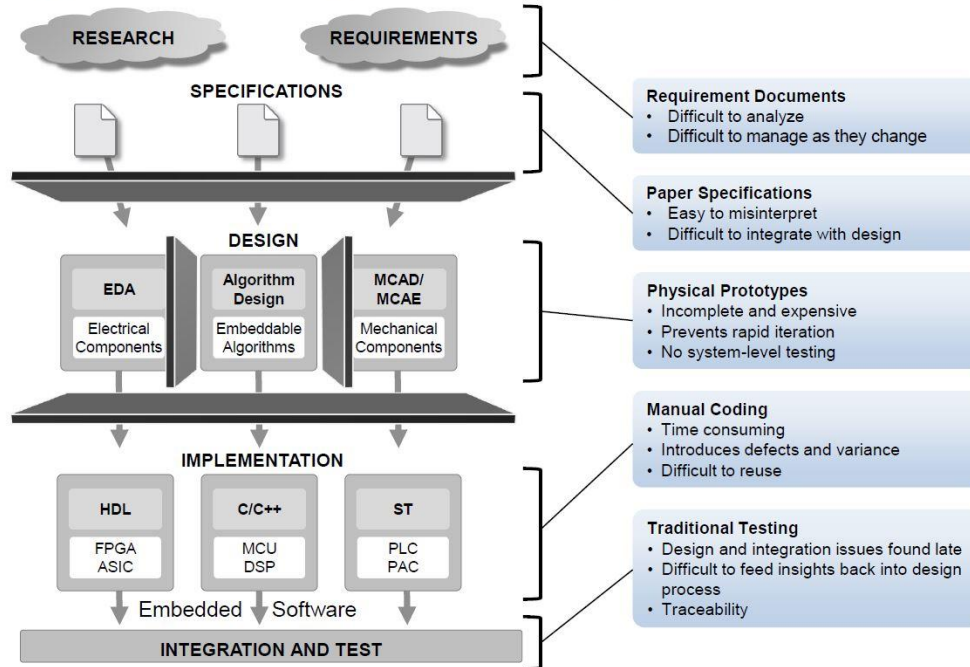 RESEARCH
REQUIREMENTS
SPECIFICATIONS
DESIGN
EDA
Electrical
Components
Algorithm
Design
Embeddable
Algorithms
MCAD/
MCAE
Mechanical
Components
IMPLEMENTATION
HDL
FPGA
ASIC
C/C++
MCU
DSP
ST
PLC
PAC
Embedded Software
INTEGRATION AND TEST
Requirement Documents
• Difficult to analyze
• Difficult to manage as they change
Paper Specifications
• Easy to misinterpret
• Difficult to integrate with design
Physical Prototypes
• Incomplete and expensive
• Prevents rapid iteration
• No system-level testing
Manual Coding
• Time consuming
• Introduces defects and variance
• Difficult to reuse
Traditional Testing
• Design and integration issues found late
• Difficult to feed insights back into design
process
• Traceability